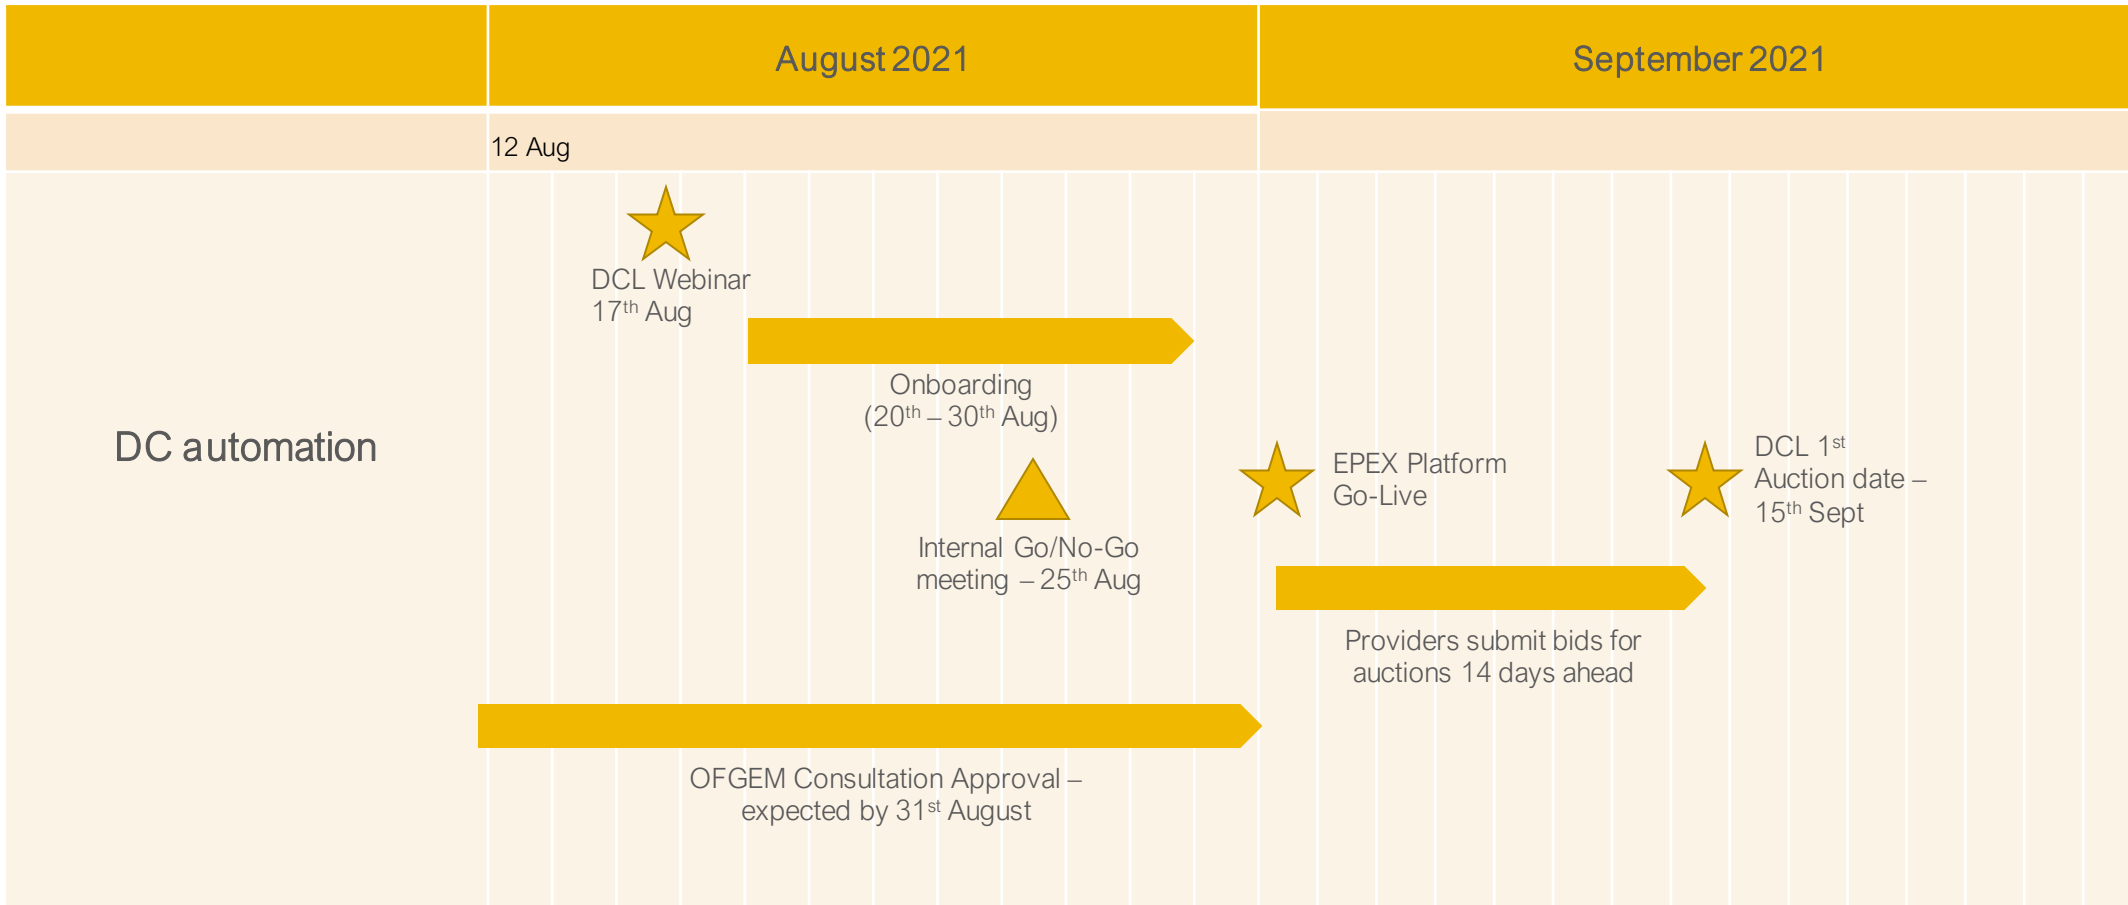 August 2021
September 2021
12 Aug
DCL Webinar
17th Aug
Onboarding
(20th – 30th Aug)
DC automation
Internal Go/No-Go
meeting – 25th Aug
EPEX Platform
Go-Live
DCL 1st
Auction date –
15th Sept
Providers submit bids for
auctions 14 days ahead
OFGEM Consultation Approval –
expected by 31st August